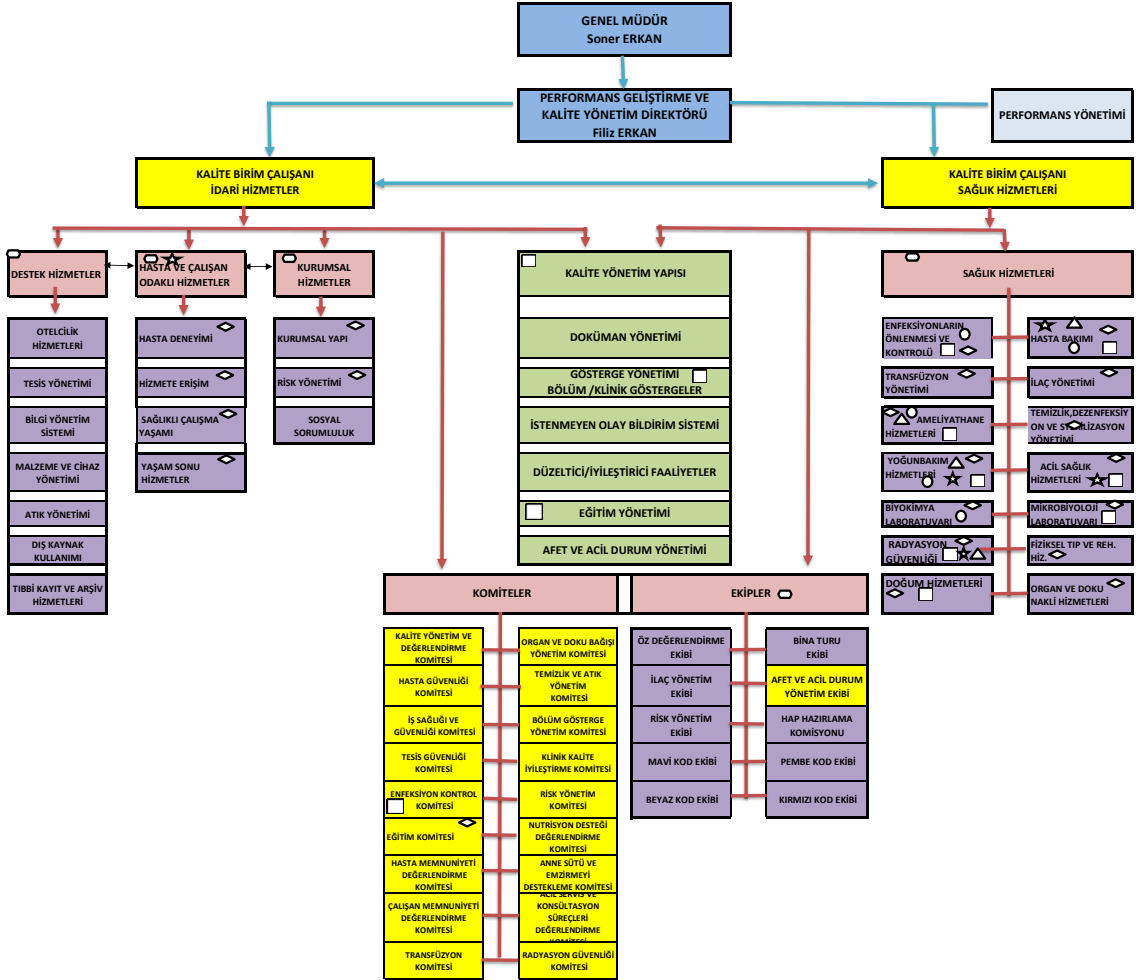 GENEL MÜDÜR
Soner ERKAN
PERFORMANS GELİŞTİRME VE
KALİTE YÖNETİM DİREKTÖRÜ
Filiz ERKAN
PERFORMANS YÖNETİMİ
KALİTE BİRİM ÇALIŞANI
İDARİ HİZMETLER
KALİTE BİRİM ÇALIŞANI
SAĞLIK HİZMETLERİ
DESTEK HİZMETLER
HASTA VE ÇALIŞAN
ODAKLI HİZMETLER
KURUMSAL
HİZMETLER
KALİTE YÖNETİM YAPISI
SAĞLIK HİZMETLERİ
OTELCİLİK
HİZMETLERİ
TESİS YÖNETİMİ
BİLGİ YÖNETİM
SİSTEMİ
MALZEME VE CİHAZ
YÖNETİMİ
ATIK YÖNETİMİ
DIŞ KAYNAK
KULLANIMI
TIBBİ KAYIT VE ARŞİV
HİZMETLERİ
HASTA DENEYİMİ
HİZMETE ERİŞİM
SAĞLIKLI ÇALIŞMA
YAŞAMI
YAŞAM SONU
HİZMETLER
KURUMSAL YAPI
RİSK YÖNETİMİ
SOSYAL
SORUMLULUK
DOKÜMAN YÖNETİMİ
GÖSTERGE YÖNETİMİ
BÖLÜM /KLİNİK GÖSTERGELER
İSTENMEYEN OLAY BİLDİRİM SİSTEMİ
DÜZELTİCİ/İYİLEŞTİRİCİ FAALİYETLER
EĞİTİM YÖNETİMİ
AFET VE ACİL DURUM YÖNETİMİ
ENFEKSİYONLARIN
ÖNLENMESİ VE
KONTROLÜ
HASTA BAKIMI
TRANSFÜZYON
YÖNETİMİ
İLAÇ YÖNETİMİ
AMELİYATHANE
HİZMETLERİ
TEMİZLİK,DEZENFEKSİY
ON VE STERİLİZASYON
YÖNETİMİ
YOĞUNBAKIM
HİZMETLERİ
ACİL SAĞLIK
HİZMETLERİ
BİYOKİMYA
LABORATUVARI
MİKROBİYOLOJİ
LABORATUVARI
RADYASYON
GÜVENLİĞİ
FİZİKSEL TIP VE REH.
HİZ.
DOĞUM HİZMETLERİ
ORGAN VE DOKU
NAKLİ HİZMETLERİ
KOMİTELER
EKİPLER
KALİTE YÖNETİM VE
DEĞERLENDİRME
KOMİTESİ
ORGAN VE DOKU BAĞIŞI
YÖNETİM KOMİTESİ
HASTA GÜVENLİĞİ
KOMİTESİ
TEMİZLİK VE ATIK
YÖNETİM
KOMİTESİ
İŞ SAĞLIĞI VE
GÜVENLİĞİ KOMİTESİ
BÖLÜM GÖSTERGE
YÖNETİM KOMİTESİ
TESİS GÜVENLİĞİ
KOMİTESİ
KLİNİK KALİTE
İYİLEŞTİRME KOMİTESİ
ENFEKSİYON KONTROL
KOMİTESİ
RİSK YÖNETİM
KOMİTESİ
EĞİTİM KOMİTESİ
NUTRİSYON DESTEĞİ
DEĞERLENDİRME
KOMİTESİ
HASTA MEMNUNİYETİ
DEĞERLENDİRME
KOMİTESİ
ANNE SÜTÜ VE
EMZİRMEYİ
DESTEKLEME KOMİTESİ
ÇALIŞAN MEMNUNİYETİ
DEĞERLENDİRME
KOMİTESİ
ACİL SERVİS VE
KONSÜLTASYON
SÜREÇLERİ
DEĞERLENDİRME
KOMİTESİ
TRANSFÜZYON
KOMİTESİ
RADYASYON GÜVENLİĞİ
KOMİTESİ
ÖZ DEĞERLENDİRME
EKİBİ
BİNA TURU
EKİBİ
İLAÇ YÖNETİM
EKİBİ
AFET VE ACİL DURUM
YÖNETİM EKİBİ
RİSK YÖNETİM
EKİBİ
HAP HAZIRLAMA
KOMİSYONU
MAVİ KOD EKİBİ
PEMBE KOD EKİBİ
BEYAZ KOD EKİBİ
KIRMIZI KOD EKİBİ